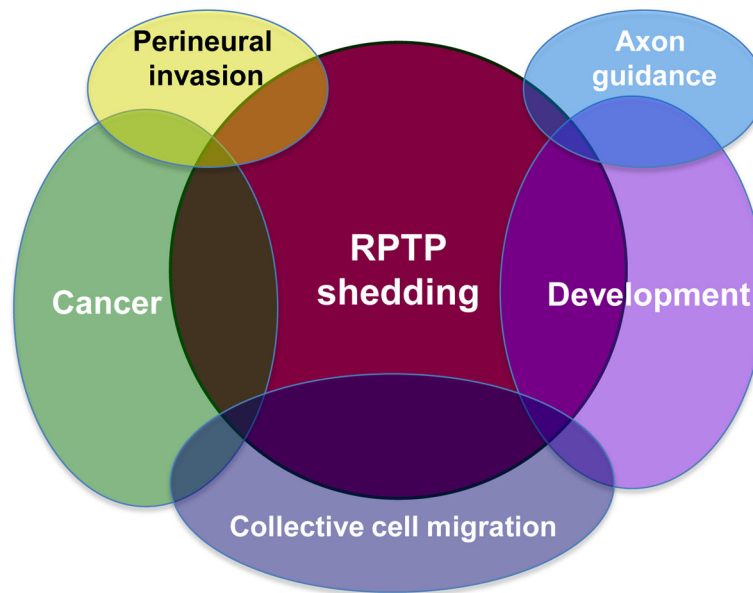 Perineural
invasion
Axon
guidance
RPTP
shedding
Cancer
Development
Collective cell migration